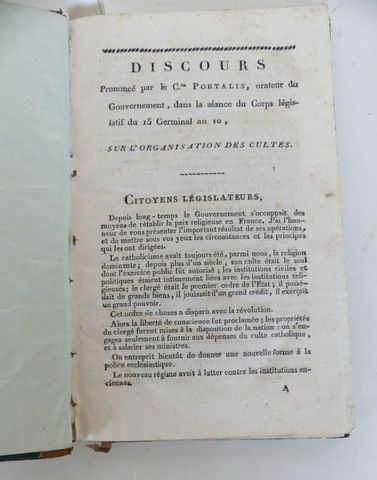 DISCOURS
Prononcé par le C.en PORTALIS, orateur du
Gouvernement, dans la séance du Corps légis-
latif du 15 Germinal an 10,
SUR L'ORGANISATION DES CULTES.
CITOYENS LÉGISLATEURS,
Depuis long-temps le Gouvernement s'occupait des
moyens de rétablir la paix religieuse en France. J'ai l'hon-
neur de vous présenter l'important résultat de ses opérations,
et de mettre sous vos yeux les circonstances et les principes
qui les ont dirigées.
Le catholicisme avait toujours été, parmi nous, la religion
dominante; depuis plus d'un siècle, son culte était le seul
dont l'exercice public fût autorisé; les institutions civiles et
politiques étaient intimement liées avec les institutions reli-
gieuses; le clergé était le premier ordre de l'Etat; il possé-
dait de grands biens, il jouissait d'un grand crédit, il exerçait
un grand pouvoir.
Cet ordre de choses a disparu avec la révolution.
Alors la liberté de conscience fut proclamée; les propriétés
du clergé furent mises à la disposition de la nation: on s'en-
gagea seulement à fournir aux dépenses du culte catholique,
et à salarier ses ministres.
On entreprit bientôt de donner une nouvelle forme à la
police ecclésiastique.
Le nouveau régime avait à lutter contre les institutions an-
ciennes.
A